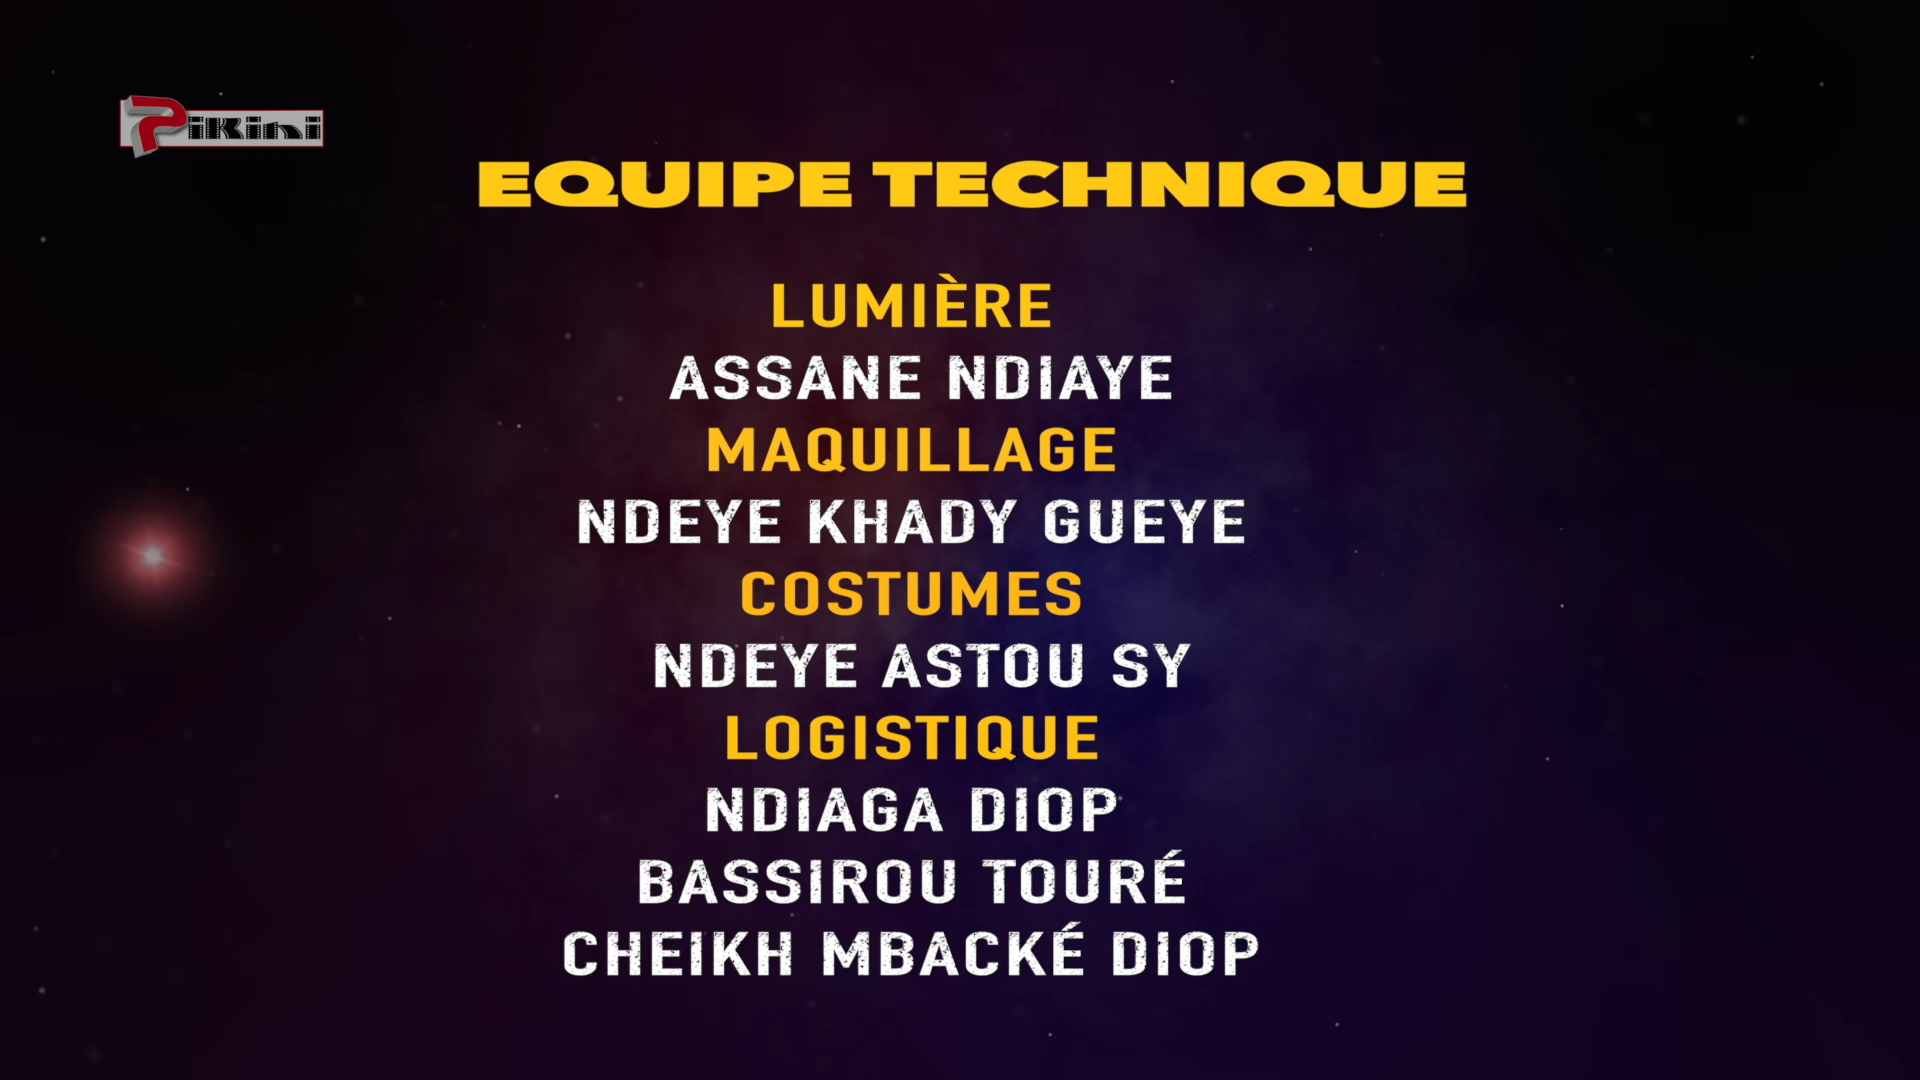 Pikini
EQUIPE TECHNIQUE
LUMIÈRE
ASSANE NDIAYE
MAQUILLAGE
NDEYE KHADY GUEYE
COSTUMES
NDEYE ASTOU SY
LOGISTIQUE
NDIAGA DIOP
BASSIROU TOURÉ
CHEIKH MBACKÉ DIOP